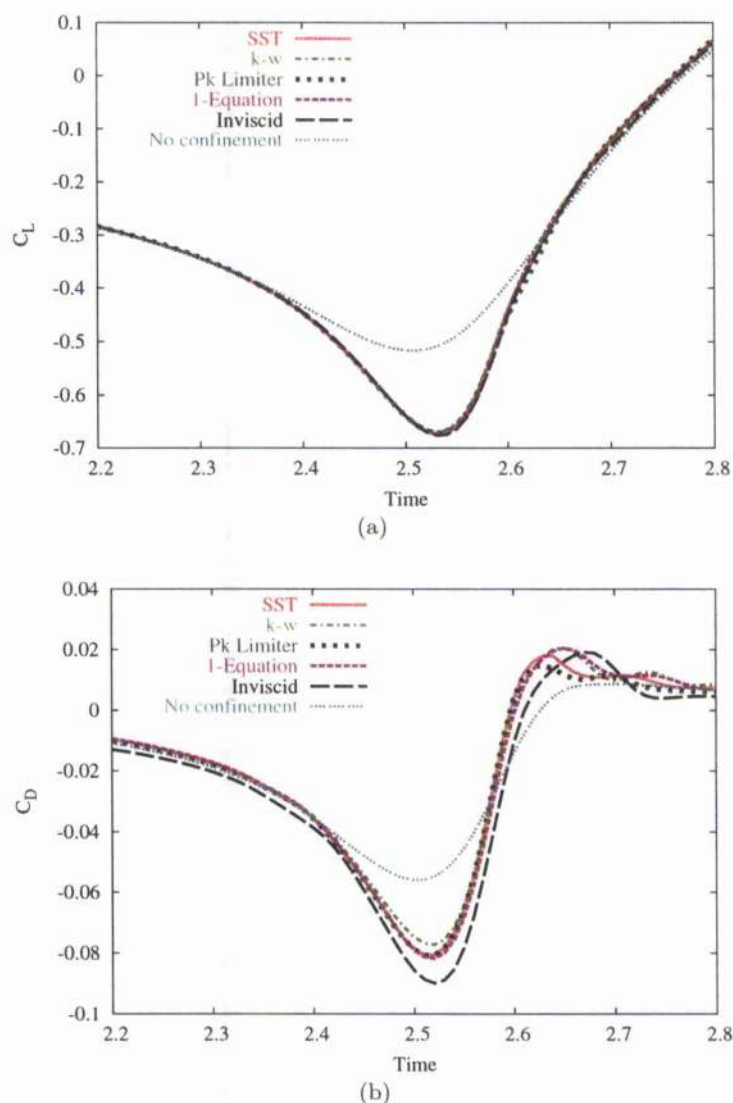 0.1
0
-0.1
-0.2
-0.3
-0.4
-0.5
-0.6
-0.7
C_L
SST
k-w
Pk Limiter
1-Equation
Inviscid
No confinement
2.2 2.3 2.4 2.5 2.6 2.7 2.8
Time
(a)
0.04
0.02
0
-0.02
-0.04
-0.06
-0.08
-0.1
C_D
SST
k-w
Pk Limiter
1-Equation
Inviscid
No confinement
2.2 2.3 2.4 2.5 2.6 2.7 2.8
Time
(b)